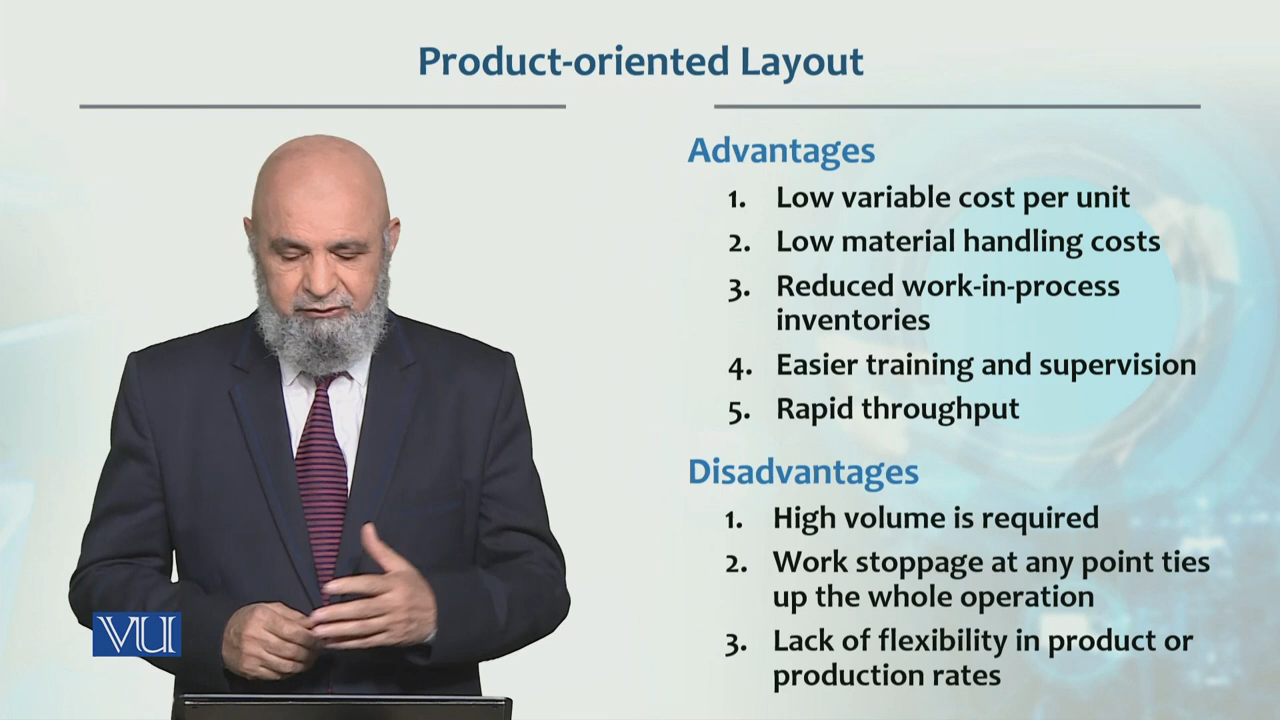 Product-oriented Layout
Advantages
1. Low variable cost per unit
2. Low material handling costs
3. Reduced work-in-process
inventories
4. Easier training and supervision
5. Rapid throughput
Disadvantages
1. High volume is required
2. Work stoppage at any point ties
up the whole operation
3. Lack of flexibility in product or
production rates
VU